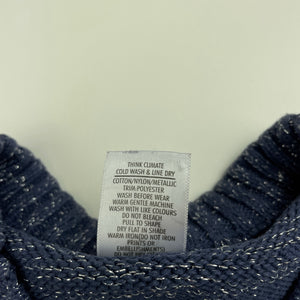 THINK CLIMATE
COLD WASH & LINE DRY
COTTON/NYLON/METALLIC
TRIM POLYESTER
WASH BEFORE WEAR
WARM GENTLE MACHINE
WASH WITH LIKE COLOURS
DO NOT BLEACH
PULL TO SHAPE
DRY FLAT IN SHADE
WARM IRON(DO NOT IRON
PRINTS OR
EMBELLISHMENTS)